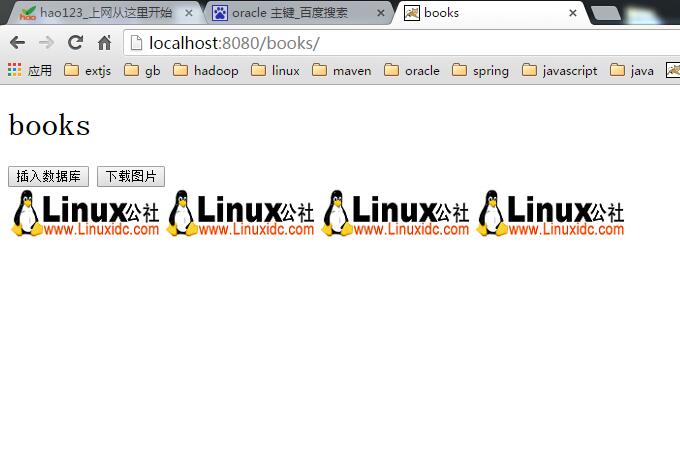 hao123_上网从这里开始 oracle 主键_百度搜索 books
localhost:8080/books/
应用 extjs gb hadoop linux maven oracle spring javascript java
books
插入数据库 下载图片
Linux公社 Linux公社 Linux公社 Linux公社
www.Linuxidc.com www.Linuxidc.com www.Linuxidc.com www.Linuxidc.com